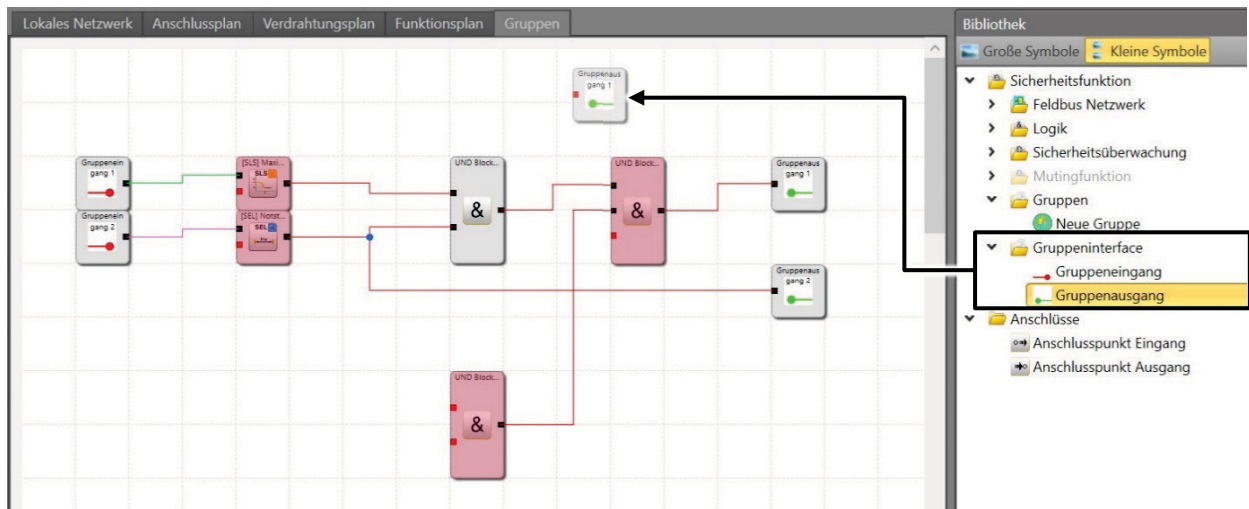 Lokales Netzwerk Anschlussplan Verdrahtungsplan Funktionsplan Gruppen
Gruppenaus
gang 1
Gruppenein
gang 1
[SLS] Maxi...
SLS
UND Block...
&
UND Block...
&
Gruppenaus
gang 1
Gruppenein
gang 2
[SEL] Notst...
SEL
Gruppenaus
gang 2
UND Block...
&
Bibliothek
Große Symbole Kleine Symbole
Sicherheitsfunktion
Feldbus Netzwerk
Logik
Sicherheitsüberwachung
Mutingfunktion
Gruppen
Neue Gruppe
Gruppeninterface
Gruppeneingang
Gruppenausgang
Anschlüsse
Anschlusspunkt Eingang
Anschlusspunkt Ausgang